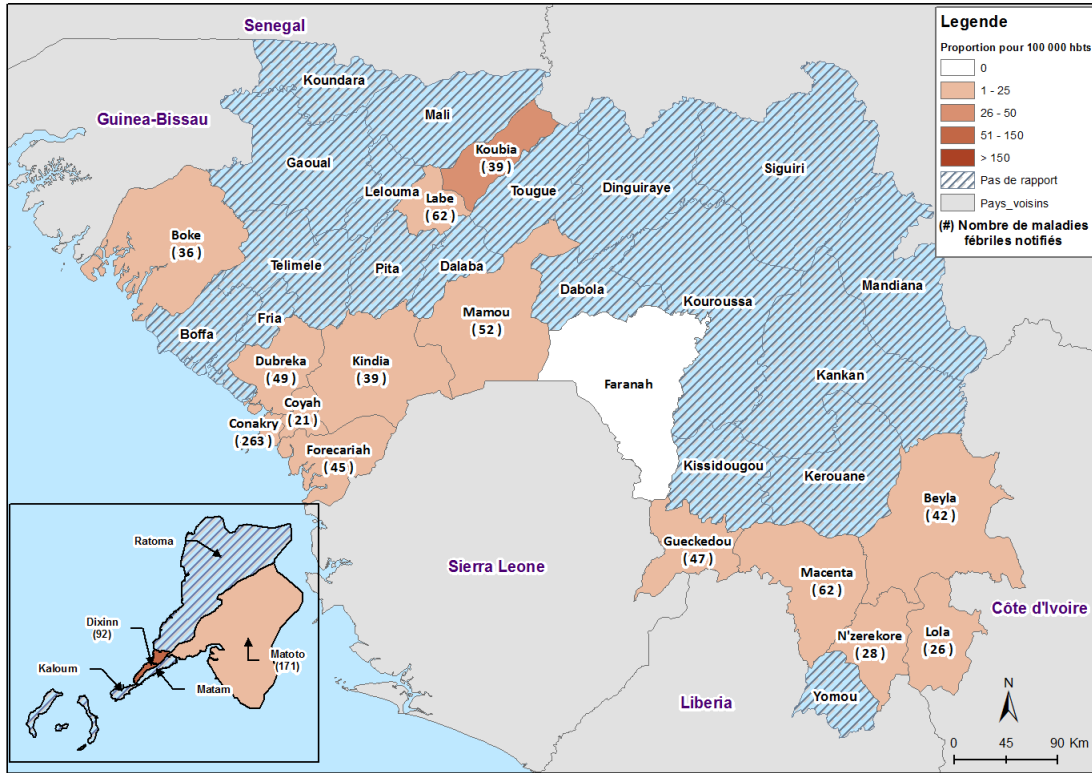 Senegal
Guinea-Bissau
Koundara
Mali
Gaoual
Koubia
( 39 )
Lelouma
Labe
( 62 )
Tougue
Dinguiraye
Siguiri
Boke
( 36 )
Telimele
Pita
Dalaba
Mamou
( 52 )
Dabola
Kouroussa
Mandiana
Boffa
Fria
Dubreka
( 49 )
Kindia
( 39 )
Faranah
Kankan
Coyah
( 21 )
Conakry
( 263 )
Forecariah
( 45 )
Kissidougou
Kerouane
Beyla
( 42 )
Gueckedou
( 47 )
Macenta
( 62 )
Sierra Leone
Côte d'Ivoire
N'zerekore
( 28 )
Lola
( 26 )
Yomou
Liberia
Legende
Proportion pour 100 000 hbts
0
1 - 25
26 - 50
51 - 150
> 150
Pas de rapport
Pays_voisins
(#) Nombre de maladies
fébriles notifiés
Ratoma
Dixinn
(92)
Kaloum
Matam
Matoto
(171)
N
0 45 90 Km